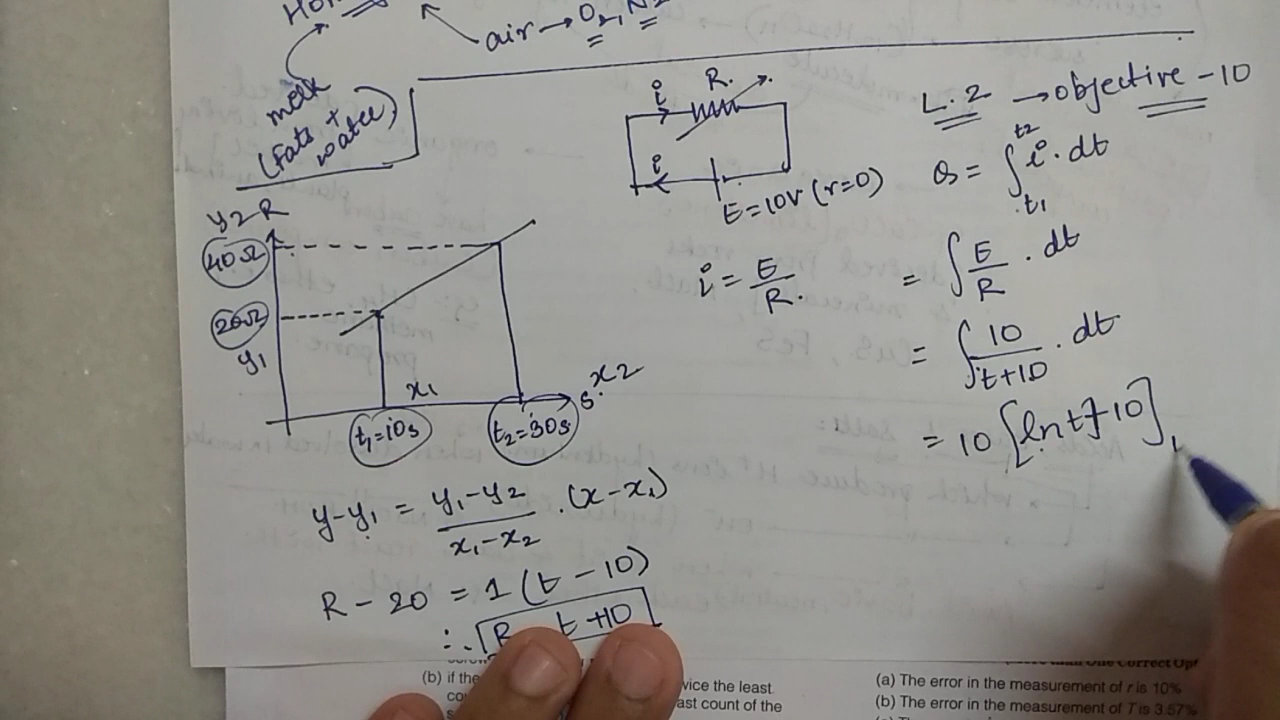 air → O₂, N₂
milk
(Fats +
water)
R.
i
i
E=10V (r=0)
L.2 → objective - 10
Q = ∫ i. dt
t2
t1
i = E/R.
= ∫ E/R . dt
= ∫ 10/t+10 . dt
= 10 [ln t+10]
y2 R
40Ω
20Ω
y1
x1
x2
s.
t₁=10s
t₂=30s
y-y₁ = y₁-y₂/x₁-x₂ .(x-x₁)
R - 20 = 1 (t - 10)
∴ R = t+10
(b) if the
vice the least
ast count of the
(a) The error in the measurement of r is 10%
(b) The error in the measurement of T is 3.57%